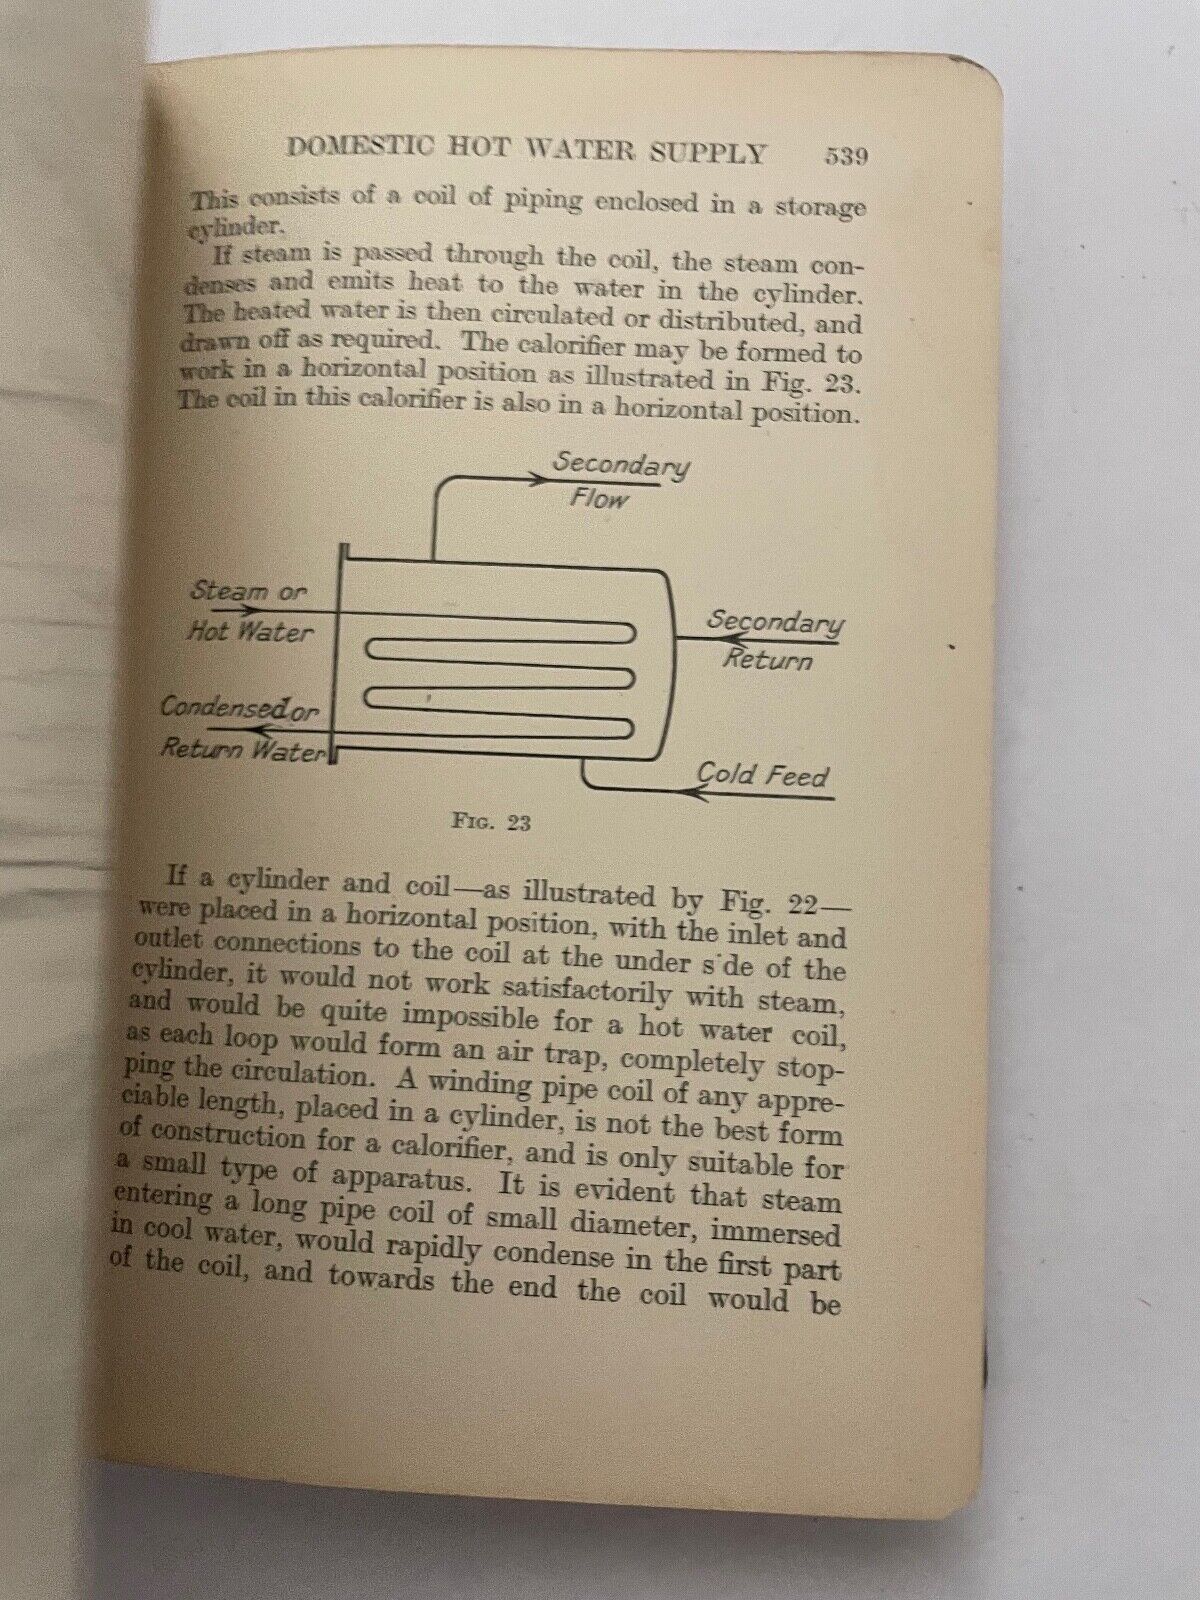 DOMESTIC HOT WATER SUPPLY 539
This consists of a coil of piping enclosed in a storage
cylinder.
If steam is passed through the coil, the steam con-
denses and emits heat to the water in the cylinder.
The heated water is then circulated or distributed, and
drawn off as required. The calorifier may be formed to
work in a horizontal position as illustrated in Fig. 23.
The coil in this calorifier is also in a horizontal position.
Secondary
Flow
Steam or
Hot Water
Secondary
Return
Condensed or
Return Water
Cold Feed
FIG. 23
If a cylinder and coil—as illustrated by Fig. 22—
were placed in a horizontal position, with the inlet and
outlet connections to the coil at the under s de of the
cylinder, it would not work satisfactorily with steam,
and would be quite impossible for a hot water coil,
as each loop would form an air trap, completely stop-
ping the circulation. A winding pipe coil of any appre-
ciable length, placed in a cylinder, is not the best form
of construction for a calorifier, and is only suitable for
a small type of apparatus. It is evident that steam
entering a long pipe coil of small diameter, immersed
in cool water, would rapidly condense in the first part
of the coil, and towards the end the coil would be